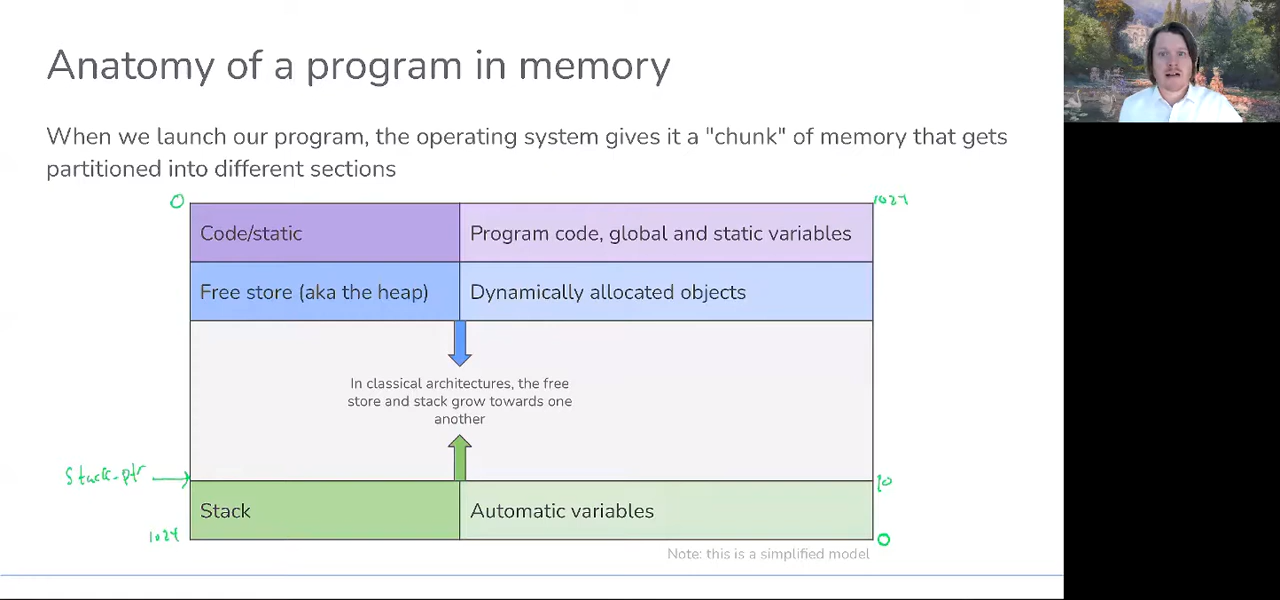 Anatomy of a program in memory
When we launch our program, the operating system gives it a "chunk" of memory that gets
partitioned into different sections
0
1024
Code/static
Program code, global and static variables
Free store (aka the heap)
Dynamically allocated objects
In classical architectures, the free
store and stack grow towards one
another
Stack-ptr
10
Stack
Automatic variables
1024
0
Note: this is a simplified model